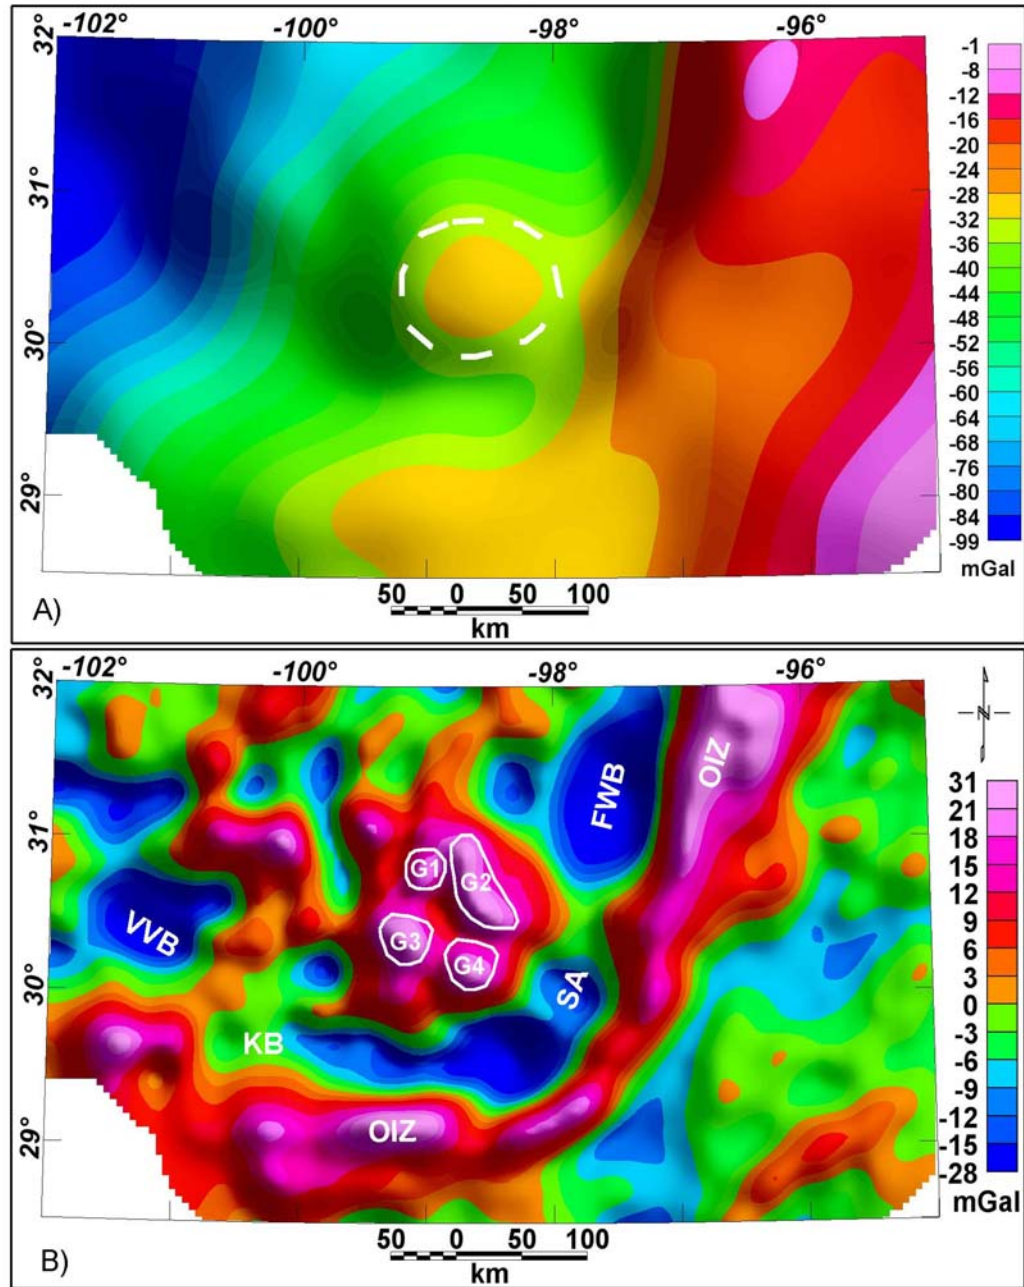 -102° -100° -98° -96°
32°
31°
30°
29°
-1
-8
-12
-16
-20
-24
-28
-32
-36
-40
-44
-48
-52
-56
-60
-64
-68
-76
-80
-84
-99
mGal
A)
50 0 50 100
km
-102° -100° -98° -96°
32°
31°
30°
29°
N
OIZ
FWB
G1
G2
G3
G4
VVB
SA
KB
OIZ
31
21
18
15
12
9
6
3
0
-3
-6
-9
-12
-15
-28
mGal
B)
50 0 50 100
km